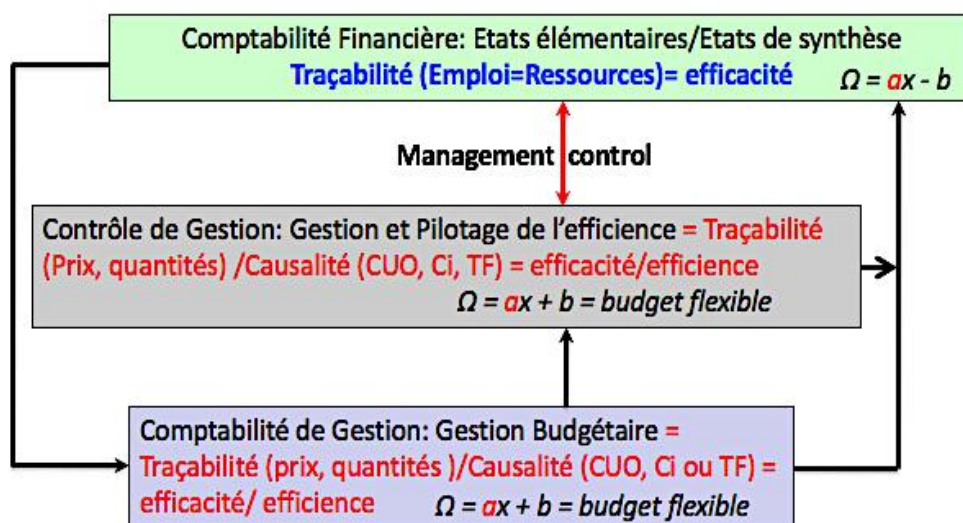 Comptabilité Financière: Etats élémentaires/Etats de synthèse
Traçabilité (Emploi=Ressources)= efficacité Ω = ax - b
Management control
Contrôle de Gestion: Gestion et Pilotage de l'efficience = Traçabilité
(Prix, quantités) /Causalité (CUO, Ci, TF) = efficacité/efficience
Ω = ax + b = budget flexible
Comptabilité de Gestion: Gestion Budgétaire =
Traçabilité (prix, quantités )/Causalité (CUO, Ci ou TF) =
efficacité/ efficience Ω = ax + b = budget flexible